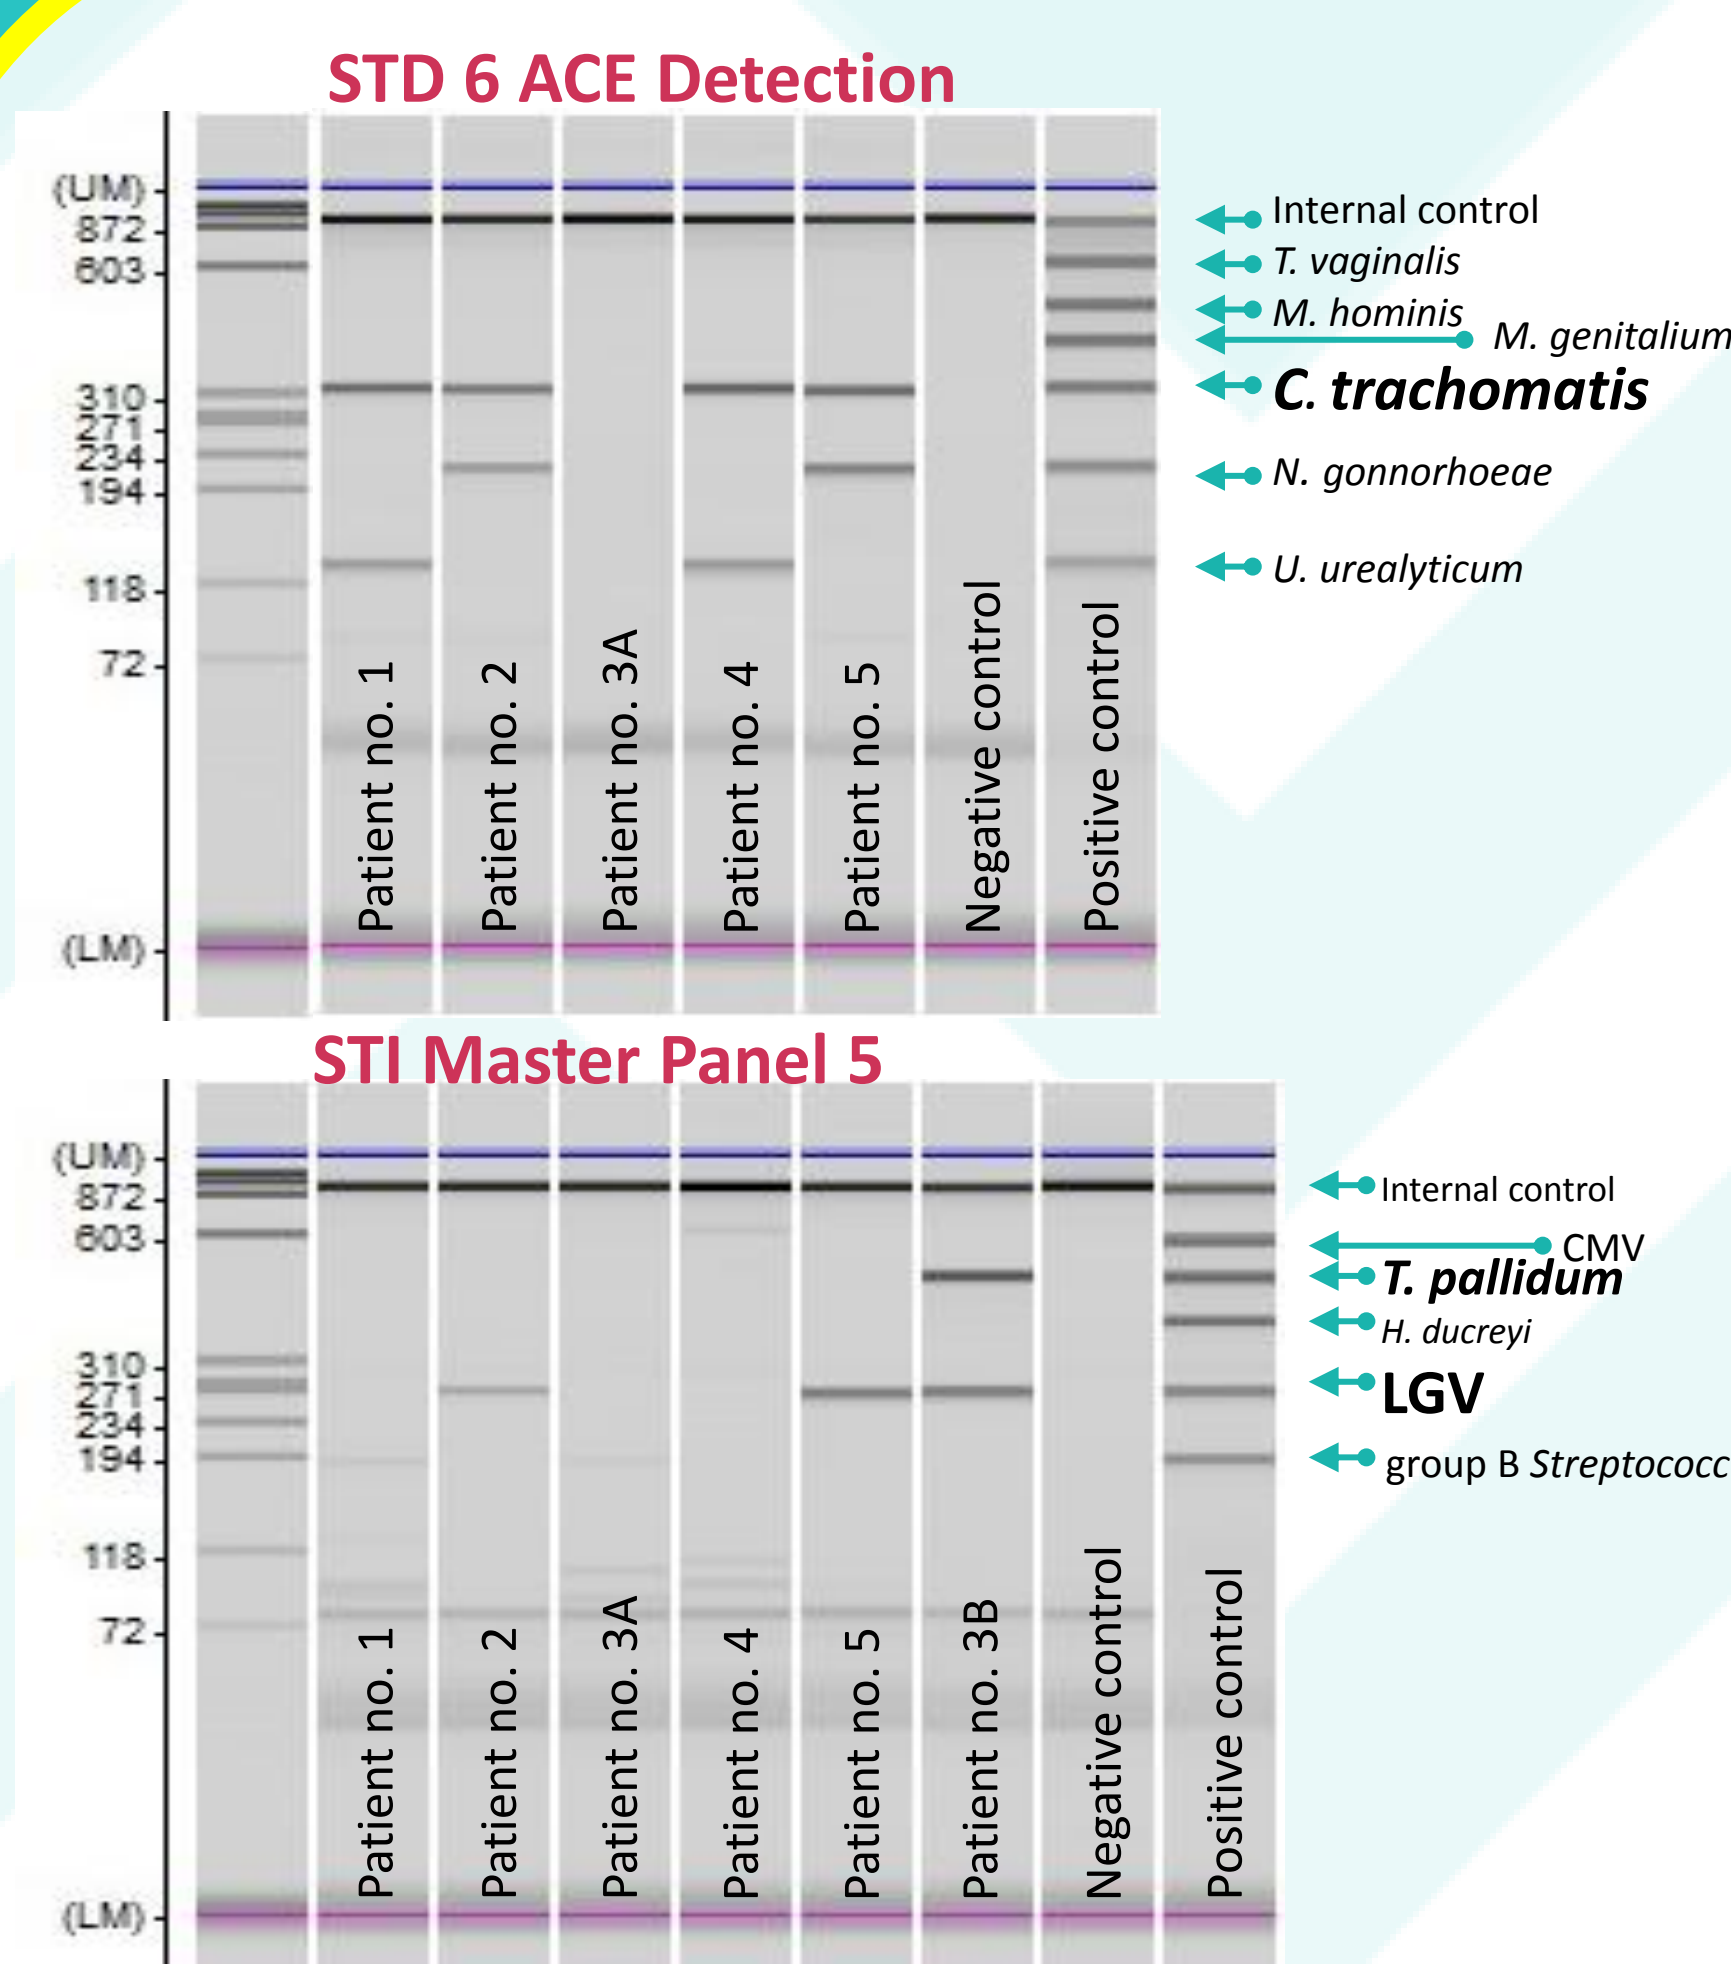 STD 6 ACE Detection
(UM)
872
603
310
271
234
194
118
72
(LM)
Patient no. 1
Patient no. 2
Patient no. 3A
Patient no. 4
Patient no. 5
Negative control
Positive control
Internal control
T. vaginalis
M. hominis
M. genitalium
C. trachomatis
N. gonnorhoeae
U. urealyticum
STI Master Panel 5
(UM)
872
603
310
271
234
194
118
72
(LM)
Patient no. 1
Patient no. 2
Patient no. 3A
Patient no. 4
Patient no. 5
Patient no. 3B
Negative control
Positive control
Internal control
CMV
T. pallidum
H. ducreyi
LGV
group B Streptococc